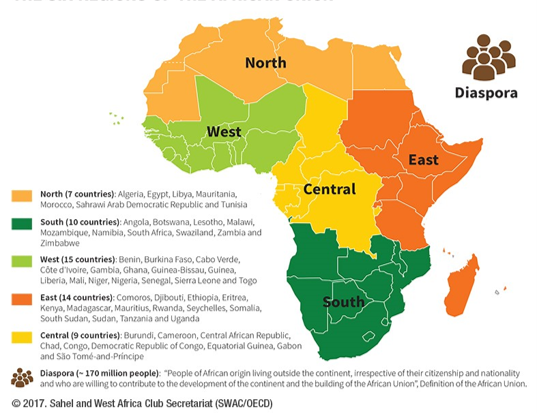 North
Diaspora
West
East
Central
South
North (7 countries): Algeria, Egypt, Libya, Mauritania,
Morocco, Sahrawi Arab Democratic Republic and Tunisia
South (10 countries): Angola, Botswana, Lesotho, Malawi,
Mozambique, Namibia, South Africa, Swaziland, Zambia and
Zimbabwe
West (15 countries): Benin, Burkina Faso, Cabo Verde,
Côte d'Ivoire, Gambia, Ghana, Guinea-Bissau, Guinea,
Liberia, Mali, Niger, Nigeria, Senegal, Sierra Leone and Togo
East (14 countries): Comoros, Djibouti, Ethiopia, Eritrea,
Kenya, Madagascar, Mauritius, Rwanda, Seychelles, Somalia,
South Sudan, Sudan, Tanzania and Uganda
Central (9 countries): Burundi, Cameroon, Central African Republic,
Chad, Congo, Democratic Republic of Congo, Equatorial Guinea, Gabon
and São Tomé-and-Príncipe
Diaspora (~ 170 million people): "People of African origin living outside the continent, irrespective of their citizenship and nationality
and who are willing to contribute to the development of the continent and the building of the African Union", Definition of the African Union.
© 2017. Sahel and West Africa Club Secretariat (SWAC/OECD)